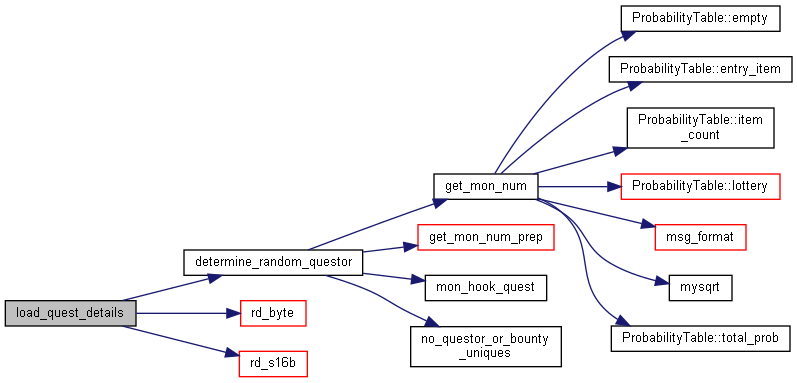 ProbabilityTable::empty
ProbabilityTable::entry_item
ProbabilityTable::item
_count
get_mon_num
ProbabilityTable::lottery
get_mon_num_prep
msg_format
determine_random_questor
mon_hook_quest
mysqrt
load_quest_details
rd_byte
no_questor_or_bounty
_uniques
ProbabilityTable::total_prob
rd_s16b